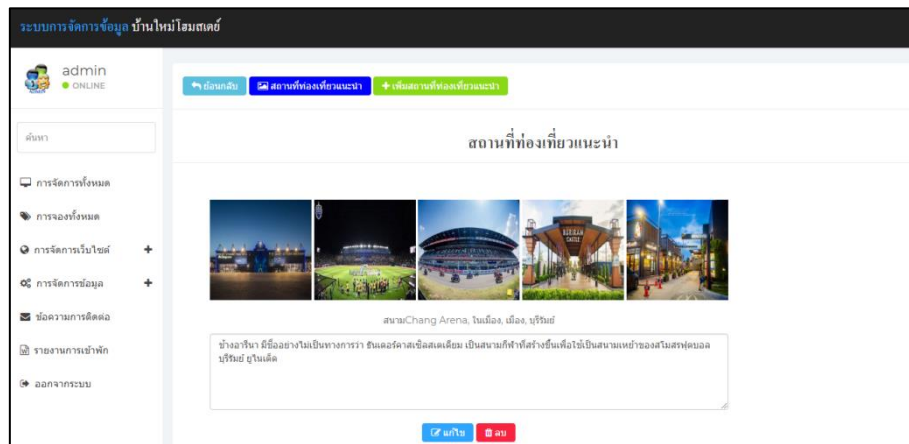 ระบบการจัดการข้อมูล บ้านใหม่โฮมสเตย์
admin
ONLINE
ค้นหา
การจัดการทั้งหมด
การจองทั้งหมด
การจัดการเว็บไซต์
การจัดการข้อมูล
ข้อความการติดต่อ
รายงานการเข้าพัก
ออกจากระบบ
ย้อนกลับ สถานที่ท่องเที่ยวแนะนำ เพิ่มสถานที่ท่องเที่ยวแนะนำ
สถานที่ท่องเที่ยวแนะนำ
BURIRAM
CASTLE
สนามChang Arena, ในเมือง, เมือง, บุรีรัมย์
ช้างอารีนา มีชื่ออย่างไม่เป็นทางการว่า ธันเดอร์คาสเซิลสเตเดียม เป็นสนามกีฬาที่สร้างขึ้นเพื่อใช้เป็นสนามเหย้าของสโมสรฟุตบอล
บุรีรัมย์ ยูไนเต็ด
แก้ไข ลบ